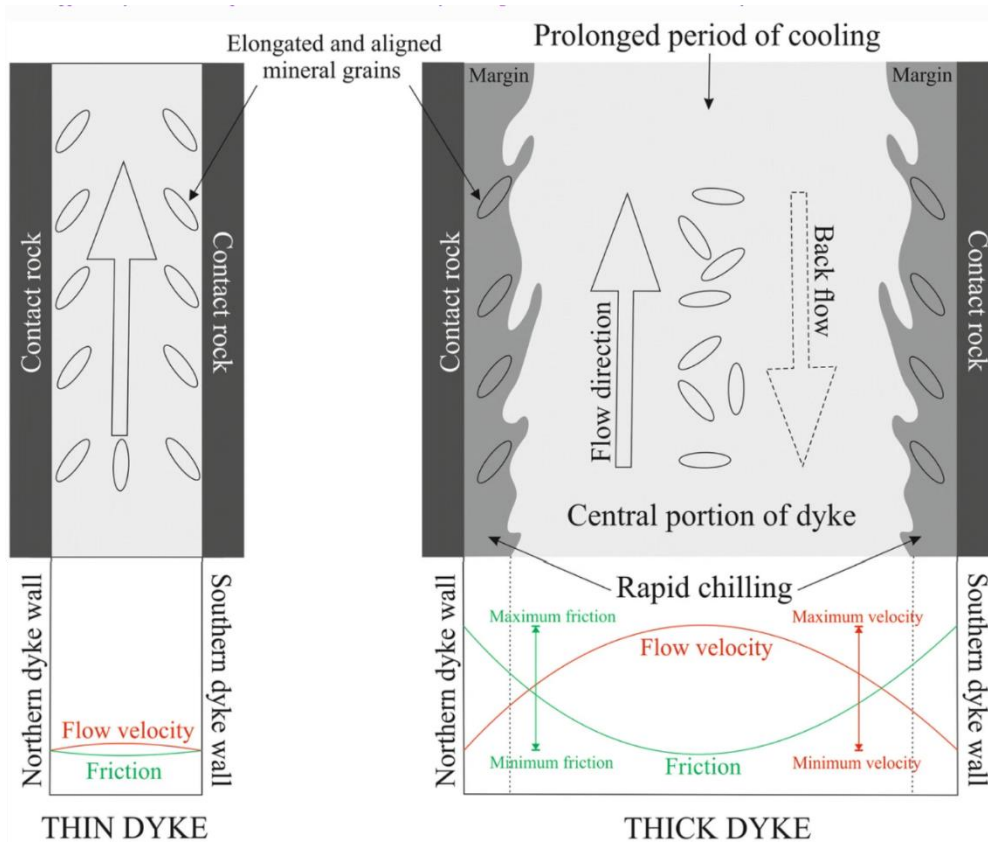 Elongated and aligned
mineral grains
Contact rock
Contact rock
Northern dyke wall
Southern dyke wall
Flow velocity
Friction
THIN DYKE
Prolonged period of cooling
Margin
Margin
Contact rock
Contact rock
Flow direction
Back flow
Central portion of dyke
Rapid chilling
Northern dyke wall
Southern dyke wall
Maximum friction
Maximum velocity
Flow velocity
Minimum friction
Friction
Minimum velocity
THICK DYKE